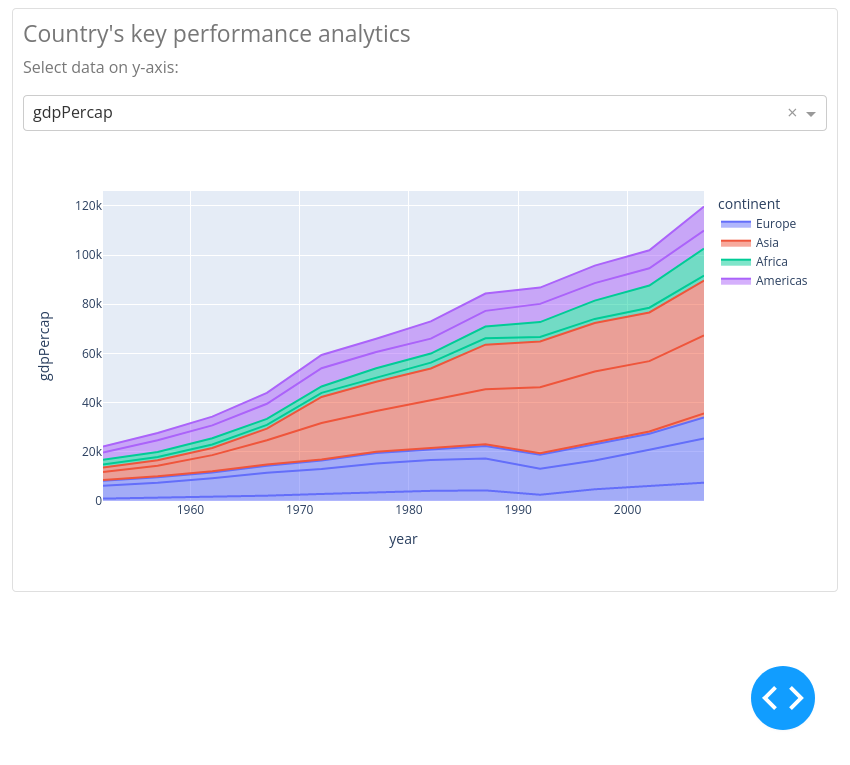 Country's key performance analytics
Select data on y-axis:
gdpPercap
×
120k
100k
80k
60k
40k
20k
0
gdpPercap
1960 1970 1980 1990 2000
year
continent
Europe
Asia
Africa
Americas